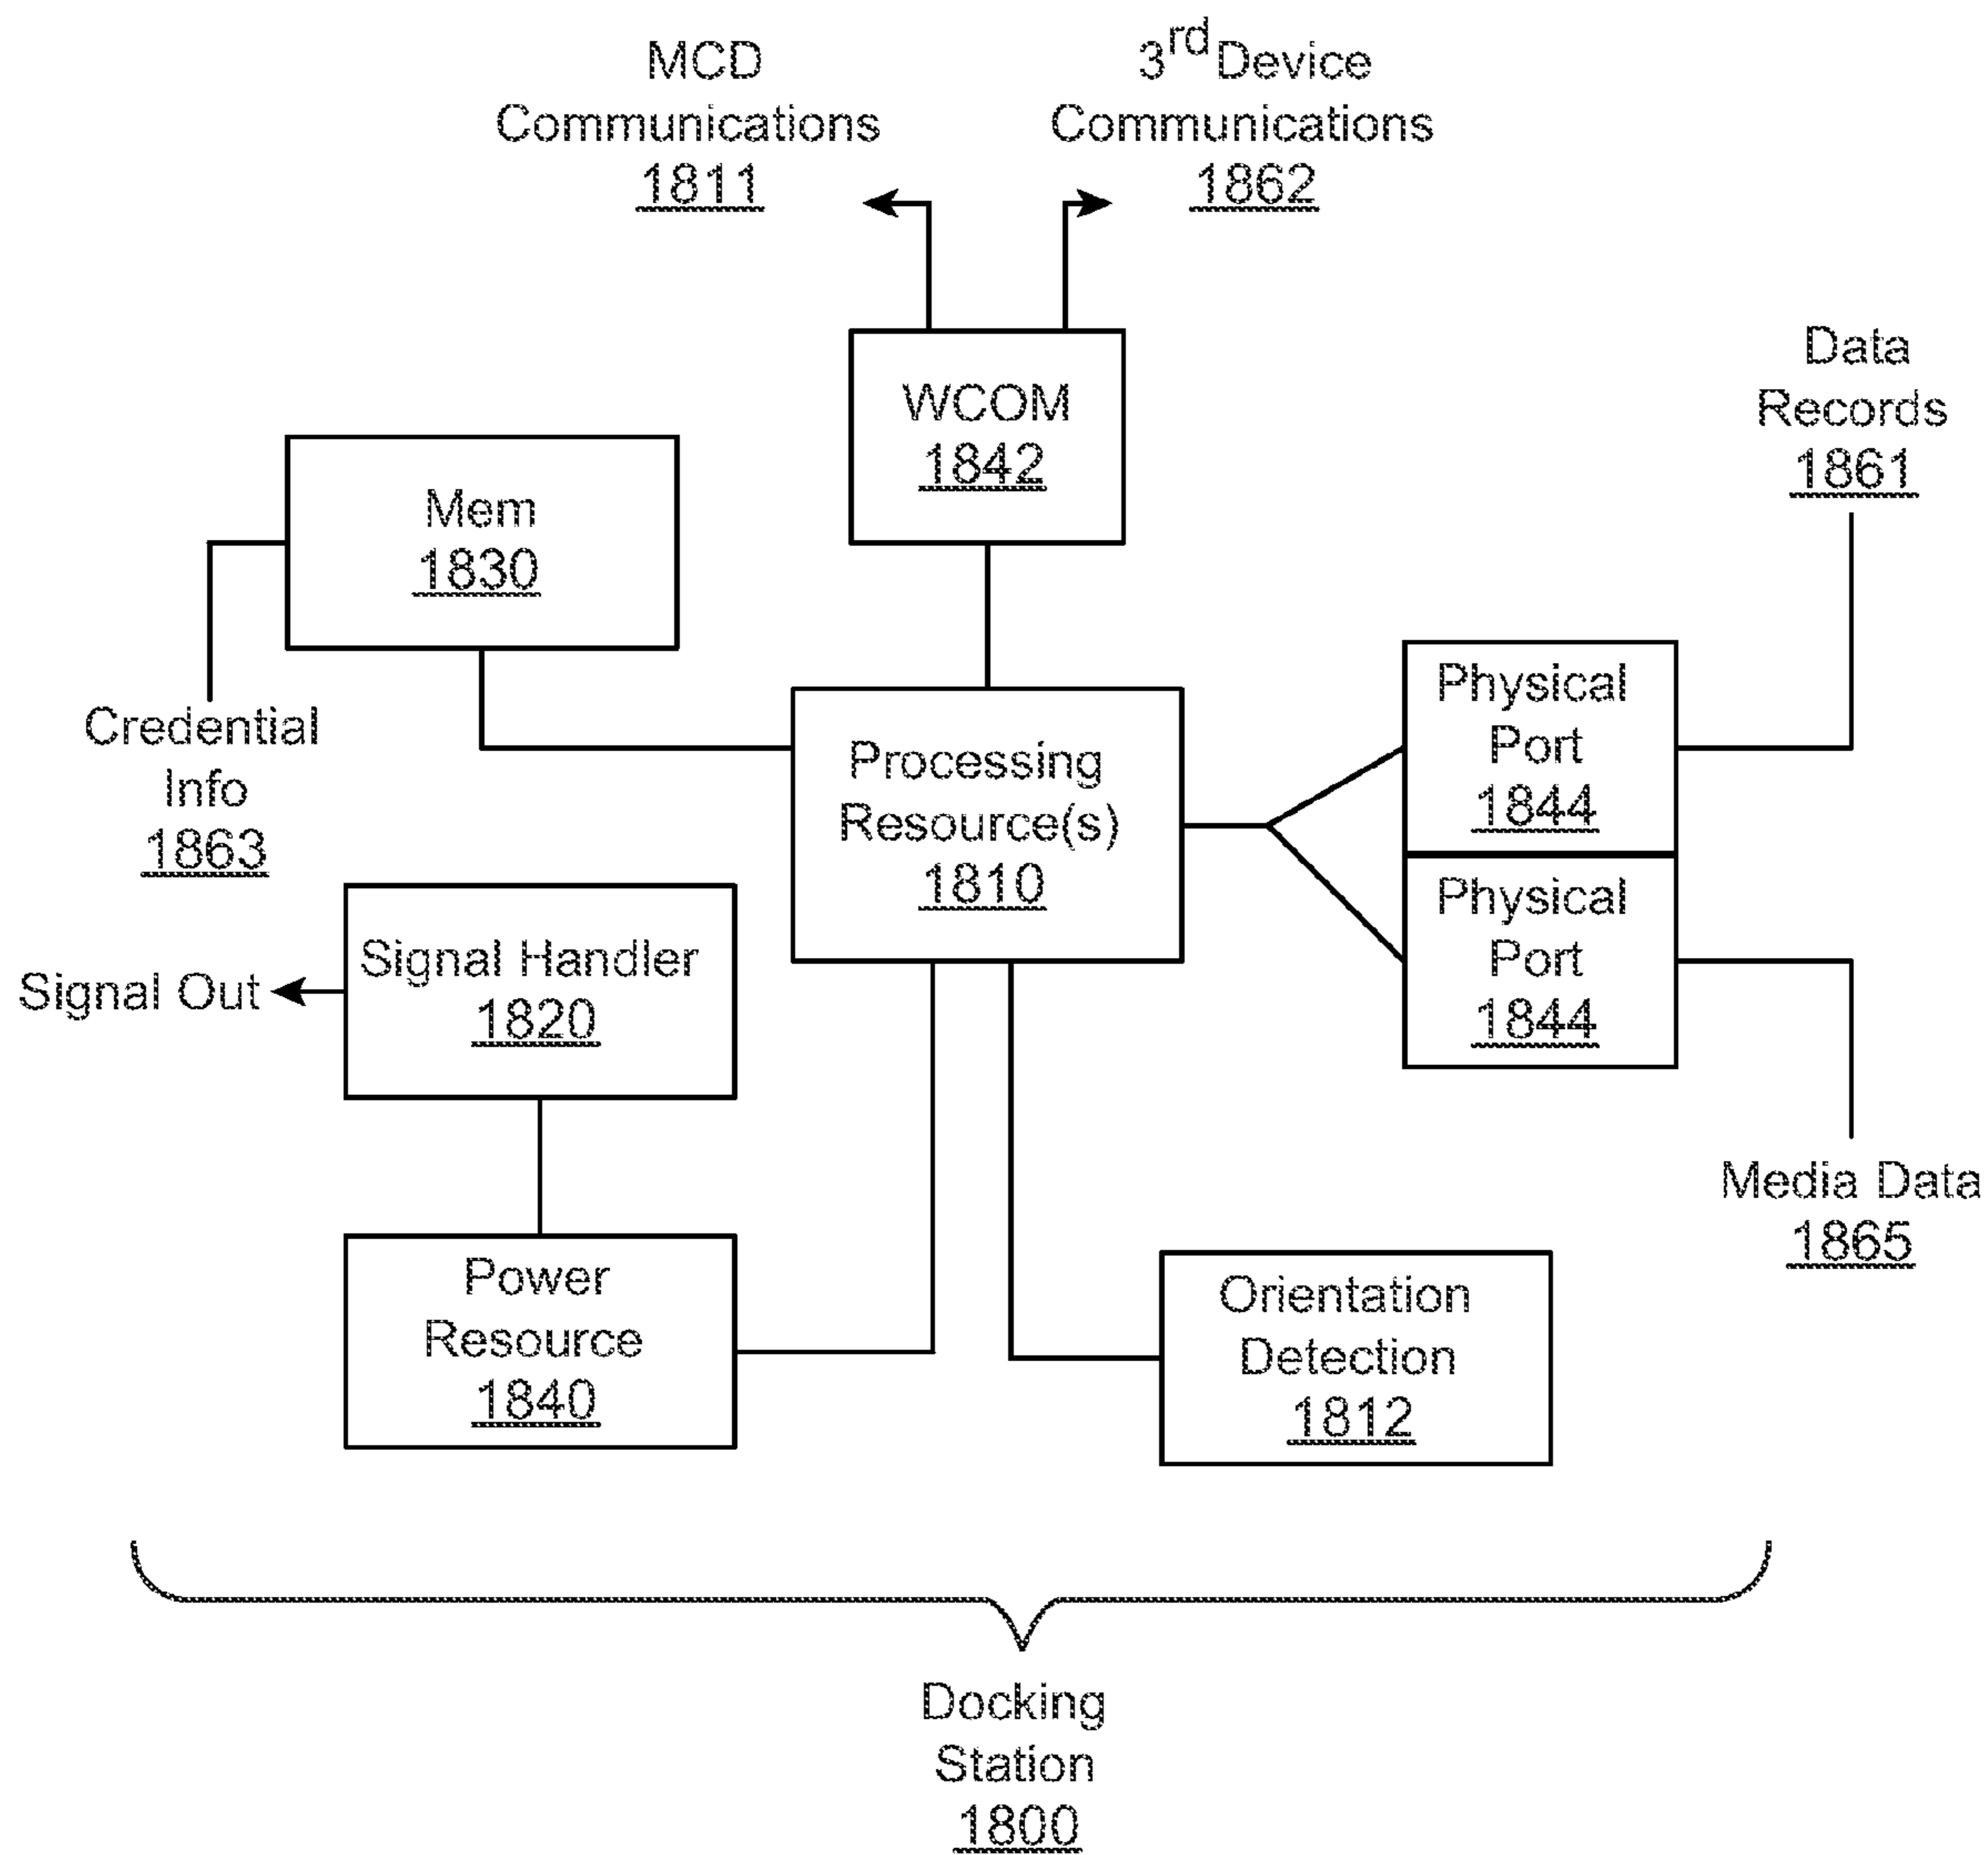 MCD
Communications
1811
3rd Device
Communications
1862
WCOM
1842
Data
Records
1861
Mem
1830
Credential
Info
1863
Processing
Resource(s)
1810
Physical
Port
1844
Physical
Port
1844
Signal Handler
1820
Signal Out
Media Data
1865
Power
Resource
1840
Orientation
Detection
1812
Docking
Station
1800